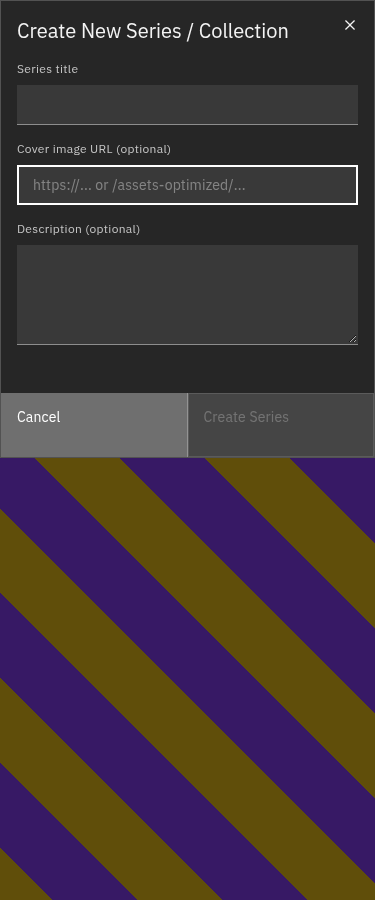 Create New Series / Collection
Series title
Cover image URL (optional)
https://... or /assets-optimized/...
Description (optional)
Cancel
Create Series